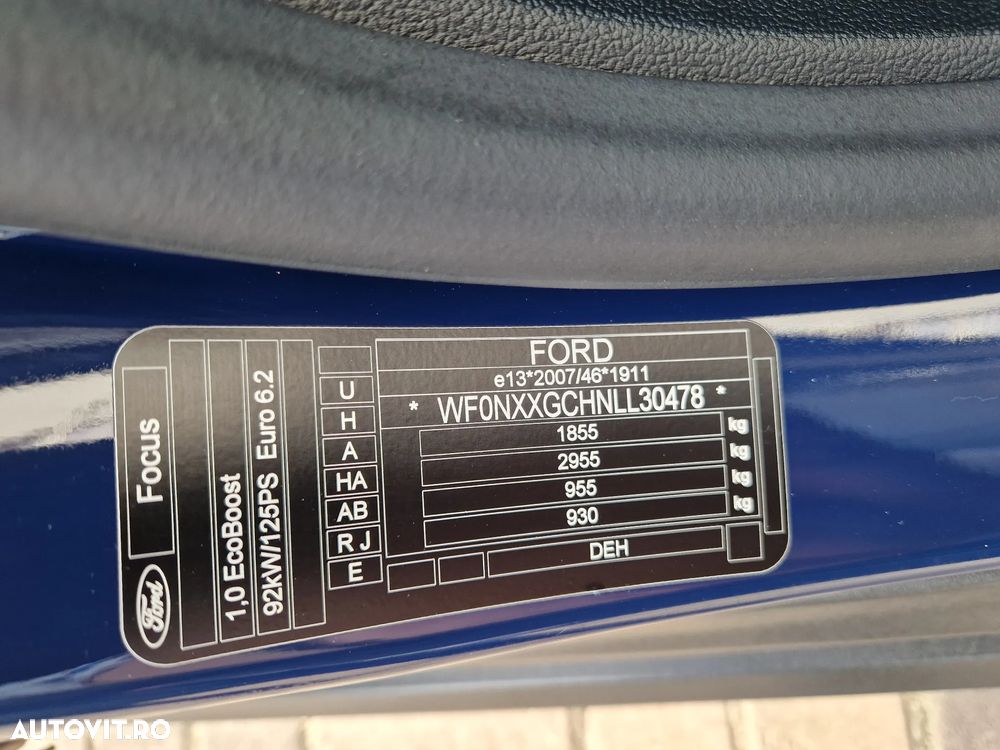 FORD
e13*2007/46*1911
* WF0NXXGCHNLL30478 *
1855 kg
2955 kg
955 kg
930 kg
DEH
U
H
A
HA
AB
R J
E
Focus
1,0 EcoBoost
92kW/125PS Euro 6.2
Ford
AUTOVIT.RO